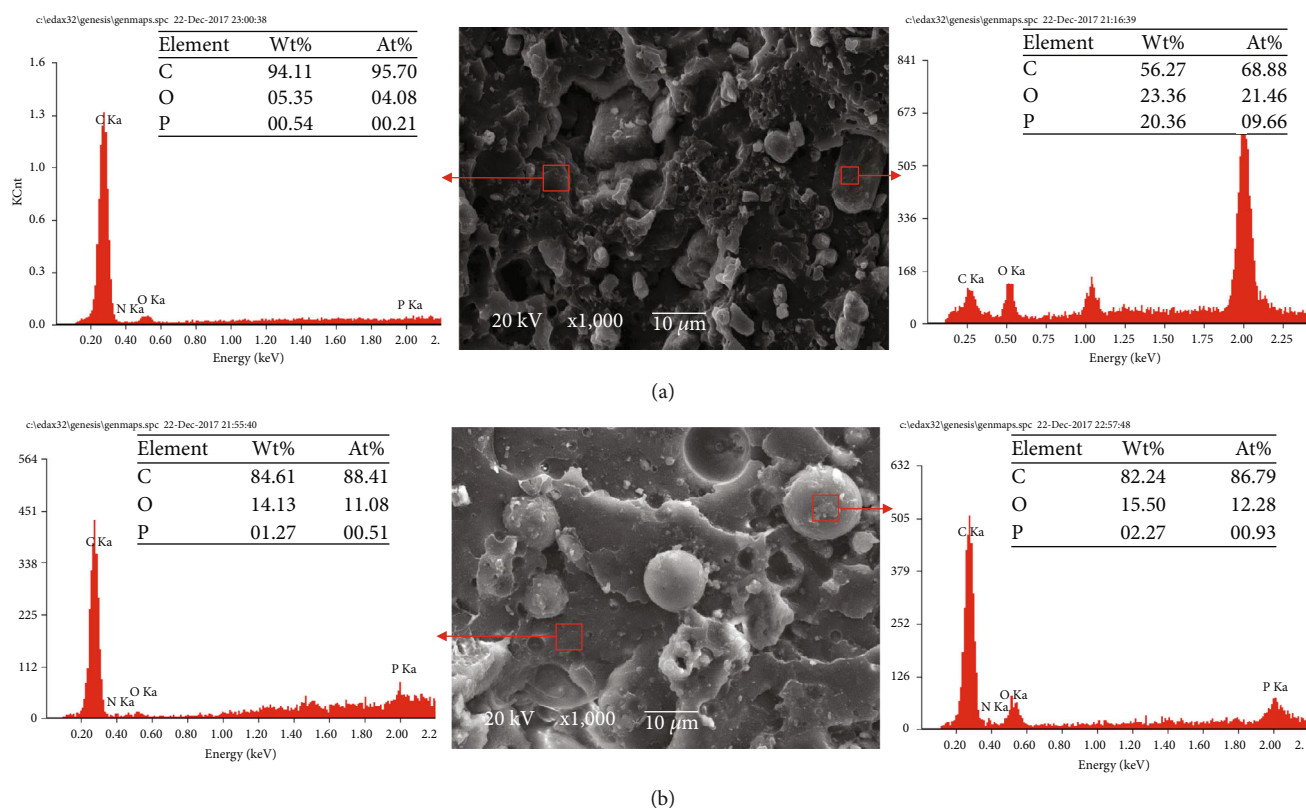 c:\edax32\genesis\genmaps.spc 22-Dec-2017 23:00:38
Element Wt% At%
C 94.11 95.70
O 05.35 04.08
P 00.54 00.21
1.6
1.3
1.0
0.6
0.3
0.0
KCnt
C Ka
N Ka
O Ka
P Ka
0.20 0.40 0.60 0.80 1.00 1.20 1.40 1.60 1.80 2.00 2.
Energy (keV)
20 kV x1,000 10 μm
c:\edax32\genesis\genmaps.spc 22-Dec-2017 21:16:39
Element Wt% At%
C 56.27 68.88
O 23.36 21.46
P 20.36 09.66
841
673
505
336
168
0
C Ka
O Ka
0.25 0.50 0.75 1.00 1.25 1.50 1.75 2.00 2.25
Energy (keV)
(a)
c:\edax32\genesis\genmaps.spc 22-Dec-2017 21:55:40
Element Wt% At%
C 84.61 88.41
O 14.13 11.08
P 01.27 00.51
564
451
338
225
112
0
C Ka
N Ka
O Ka
P Ka
0.20 0.40 0.60 0.80 1.00 1.20 1.40 1.60 1.80 2.00 2.2
Energy (keV)
20 kV x1,000 10 μm
c:\edax32\genesis\genmaps.spc 22-Dec-2017 22:57:48
Element Wt% At%
C 82.24 86.79
O 15.50 12.28
P 02.27 00.93
632
505
379
252
126
0
C Ka
N Ka
O Ka
P Ka
0.20 0.40 0.60 0.80 1.00 1.20 1.40 1.60 1.80 2.00 2.
Energy (keV)
(b)